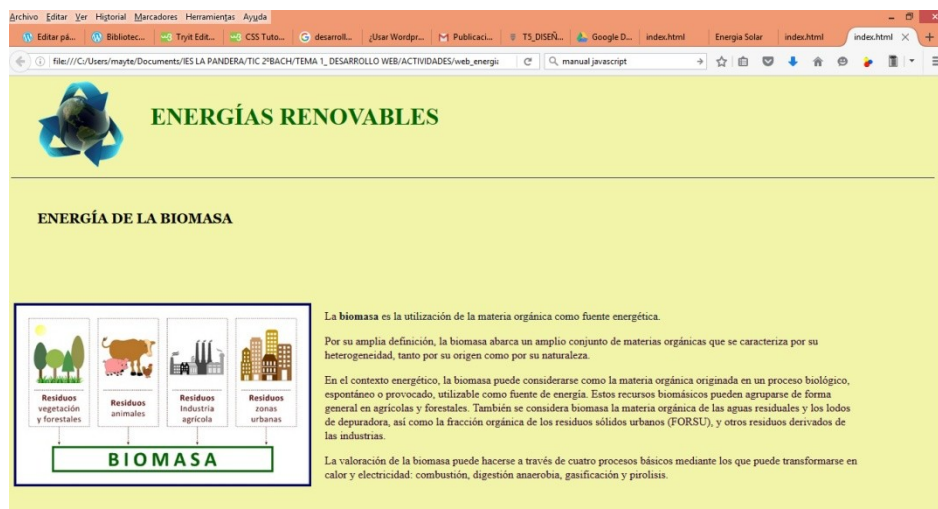 Archivo Editar Ver Historial Marcadores Herramientas Ayuda
Editar pá... Bibliotec... Tryit Edit... CSS Tuto... desarroll... ¿Usar Wordpr... Publicaci... T5_DISEÑ... Google D... index.html Energia Solar index.html index.html
file:///C:/Users/mayte/Documents/IES LA PANDERA/TIC 2ºBACH/TEMA 1_ DESARROLLO WEB/ACTIVIDADES/web_energía manual javascript
ENERGÍAS RENOVABLES
ENERGÍA DE LA BIOMASA
Residuos
vegetación
y forestales
Residuos
animales
Residuos
Industria
agrícola
Residuos
zonas
urbanas
BIOMASA
La biomasa es la utilización de la materia orgánica como fuente energética.
Por su amplia definición, la biomasa abarca un amplio conjunto de materias orgánicas que se caracteriza por su
heterogeneidad, tanto por su origen como por su naturaleza.
En el contexto energético, la biomasa puede considerarse como la materia orgánica originada en un proceso biológico,
espontáneo o provocado, utilizable como fuente de energía. Estos recursos biomásicos pueden agruparse de forma
general en agrícolas y forestales. También se considera biomasa la materia orgánica de las aguas residuales y los lodos
de depuradora, así como la fracción orgánica de los residuos sólidos urbanos (FORSU), y otros residuos derivados de
las industrias.
La valoración de la biomasa puede hacerse a través de cuatro procesos básicos mediante los que puede transformarse en
calor y electricidad: combustión, digestión anaerobia, gasificación y pirolisis.